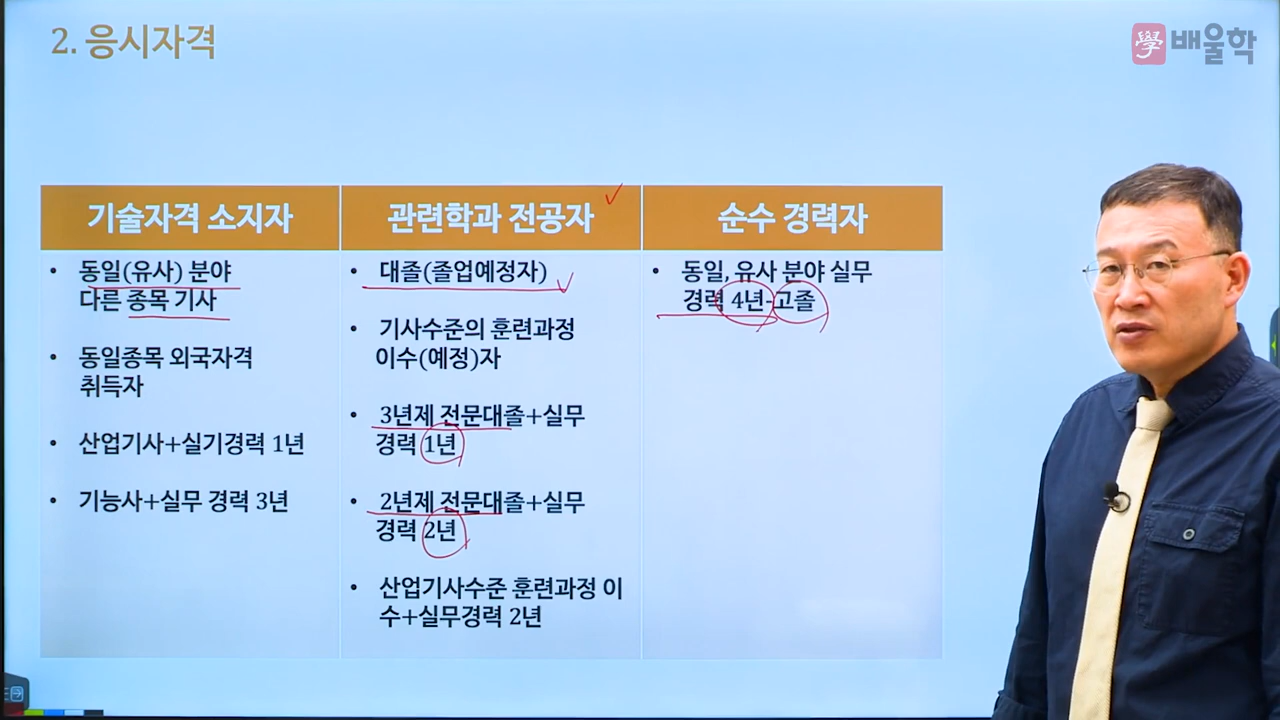 2. 응시자격
學 배울학
기술자격 소지자
관련학과 전공자
순수 경력자
• 동일(유사) 분야
다른 종목 기사
• 동일종목 외국자격
취득자
• 산업기사+실기경력 1년
• 기능사+실무 경력 3년
• 대졸(졸업예정자)
• 기사수준의 훈련과정
이수(예정)자
• 3년제 전문대졸+실무
경력 1년
• 2년제 전문대졸+실무
경력 2년
• 산업기사수준 훈련과정 이
수+실무경력 2년
• 동일, 유사 분야 실무
경력 4년-고졸